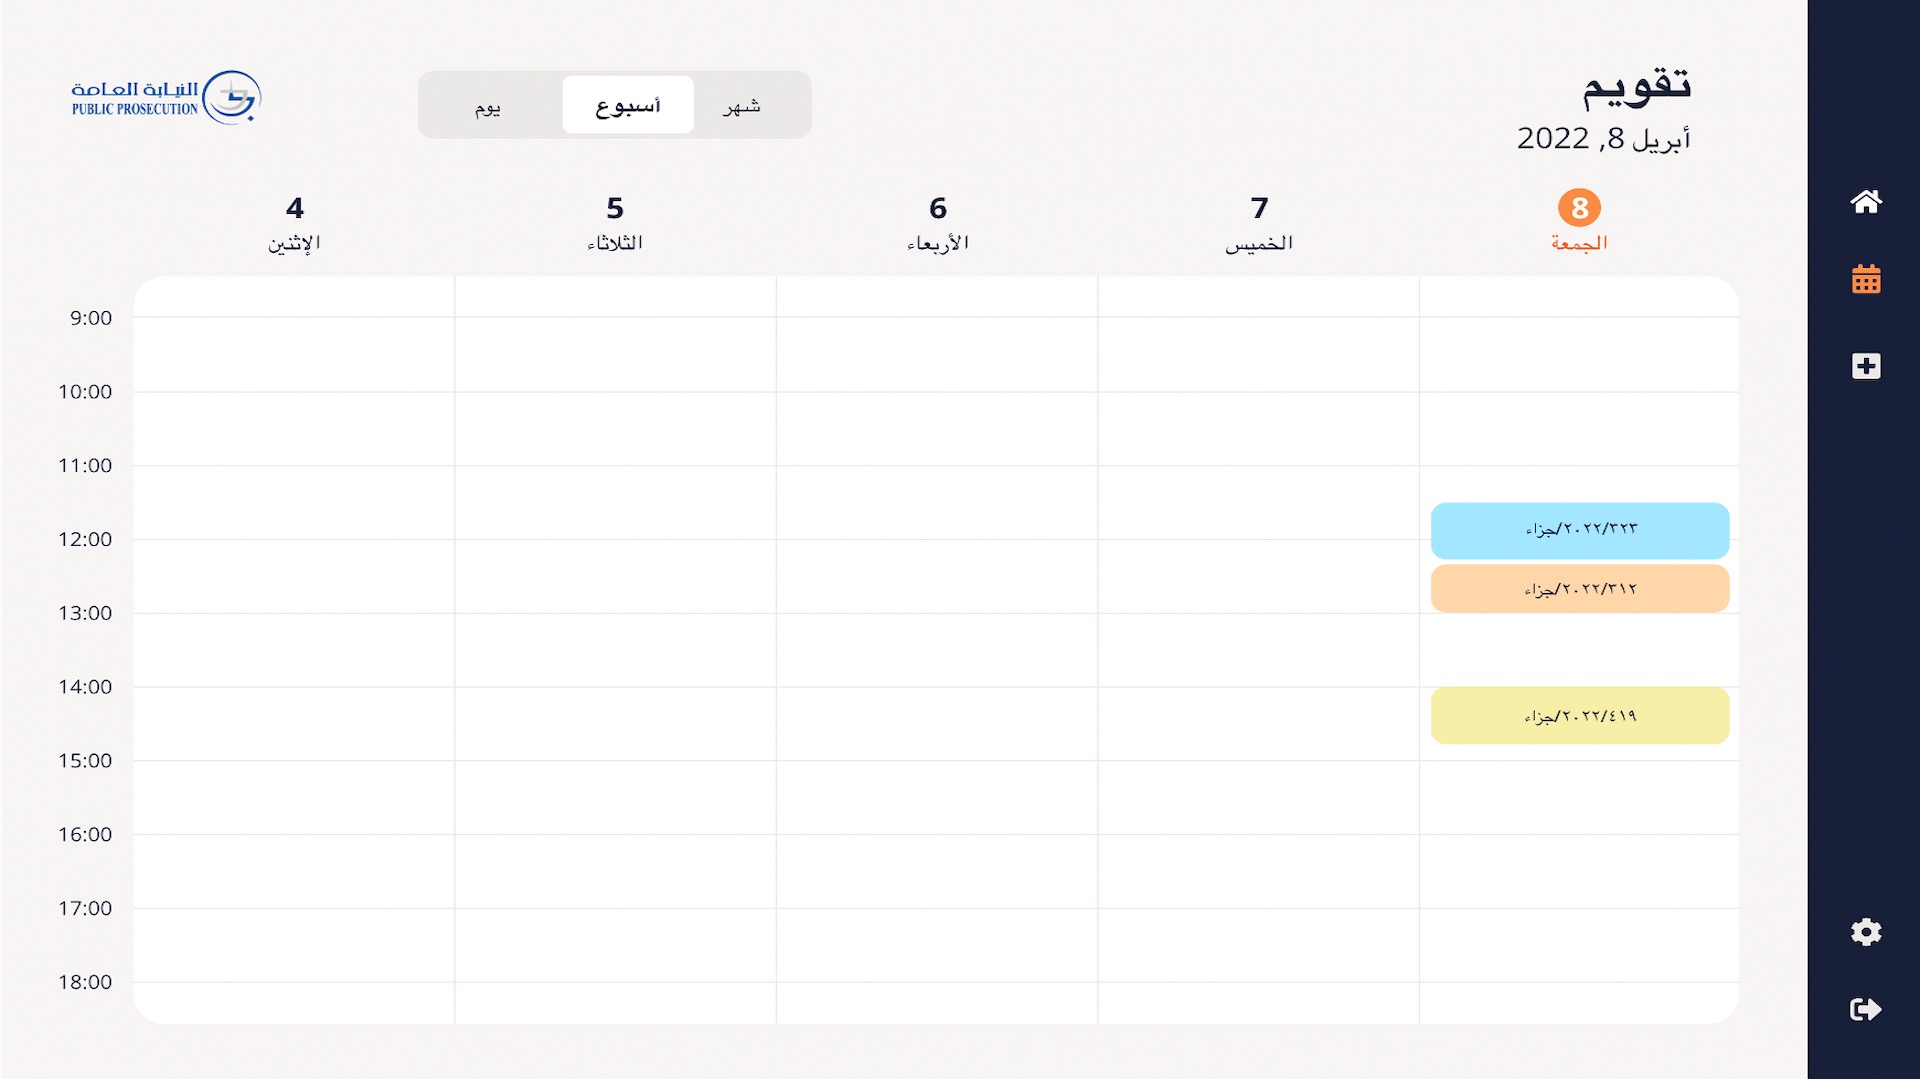 تقويم
أبريل 8, 2022
شهر
أسبوع
يوم
النيابة العامة
PUBLIC PROSECUTION
8
الجمعة
7
الخميس
6
الأربعاء
5
الثلاثاء
4
الإثنين
9:00
10:00
11:00
12:00
13:00
14:00
15:00
16:00
17:00
18:00
٢٠٢٢/٣٢٣/جزاء
٢٠٢٢/٣١٢/جزاء
٢٠٢٢/٤١٩/جزاء